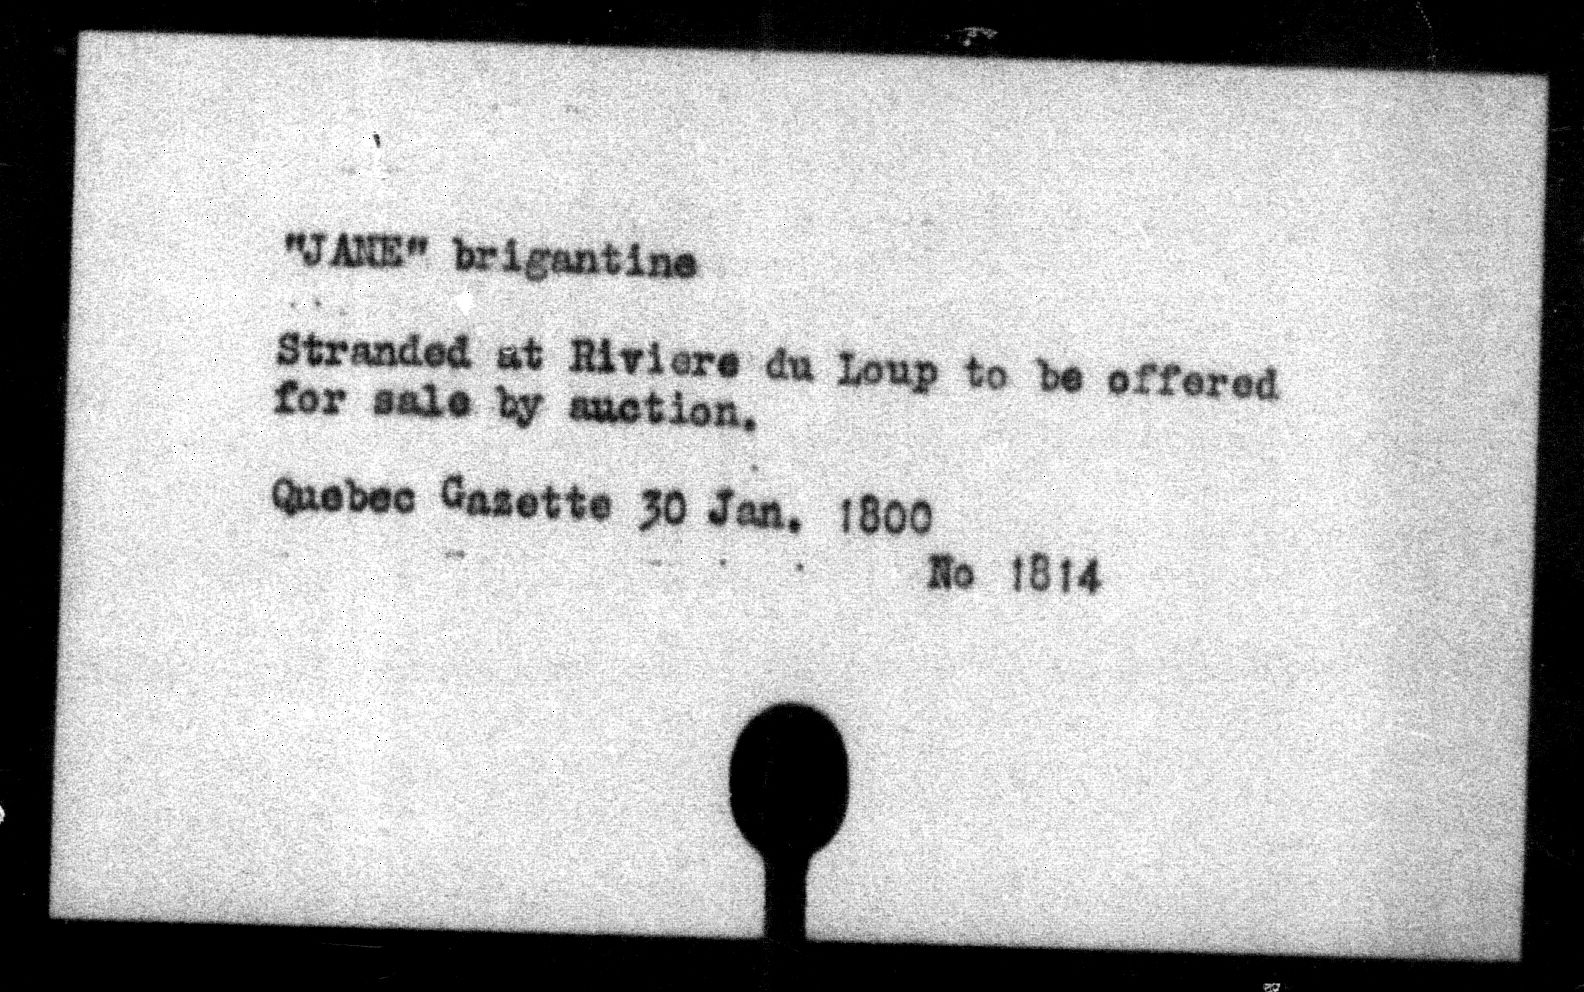 "JANE" brigantine
Stranded at Riviere du Loup to be offered
for sale by auction.
Quebec Gazette 30 Jan. 1800
No 1814